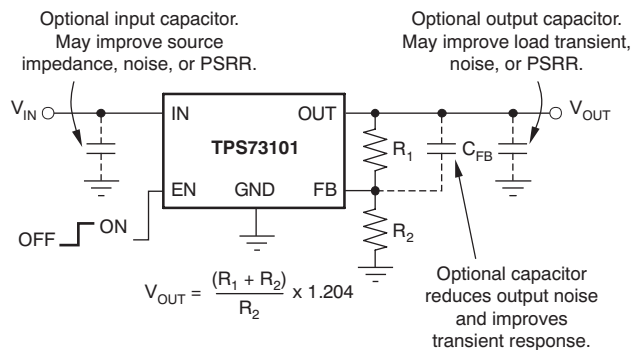 Optional input capacitor.
May improve source
impedance, noise, or PSRR.
Optional output capacitor.
May improve load transient,
noise, or PSRR.
VIN
IN
OUT
VOUT
TPS73101
R1
CFB
EN
GND
FB
OFF
ON
R2
VOUT = (R1 + R2) / R2 x 1.204
Optional capacitor
reduces output noise
and improves
transient response.